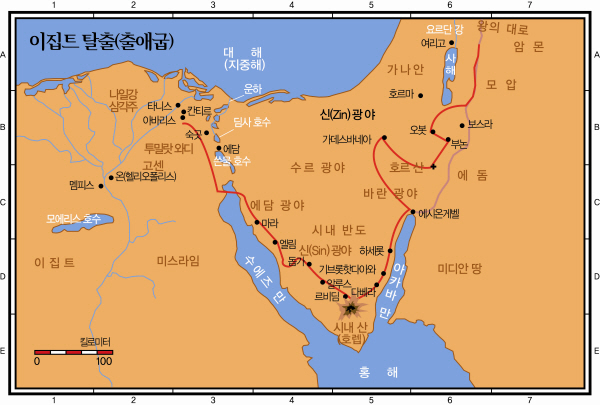 1 2 3 4 5 6 7
이집트 탈출(출애굽)
요르단 강
왕의 대로
여리고
암 몬
대 해
(지중해)
사해
A
A
가나안
운하
나일강
삼각주
호르마
모 압
타니스
칸티르
아바리스
신(Zin) 광야
딤사 호수
B
B
숙곳
오봇
보스라
가데스바네아
부논
투밀랏 와디
에담
쓴물 호수
고센
수르 광야
호르산
에 돔
온(헬리오폴리스)
멤피스
바란 광야
C
C
에담 광야
에시온게벨
모에리스 호수
마라
시내 반도
엘림
신(Sin) 광야
하세롯
돕가
기브롯핫다아와
이집트
미스라임
미디안 땅
수에즈 만
아카바 만
D
D
알루스
다베라
르비딤
시내 산
(호렙)
킬로미터
0 100
E
E
홍 해
1 2 3 4 5 6 7